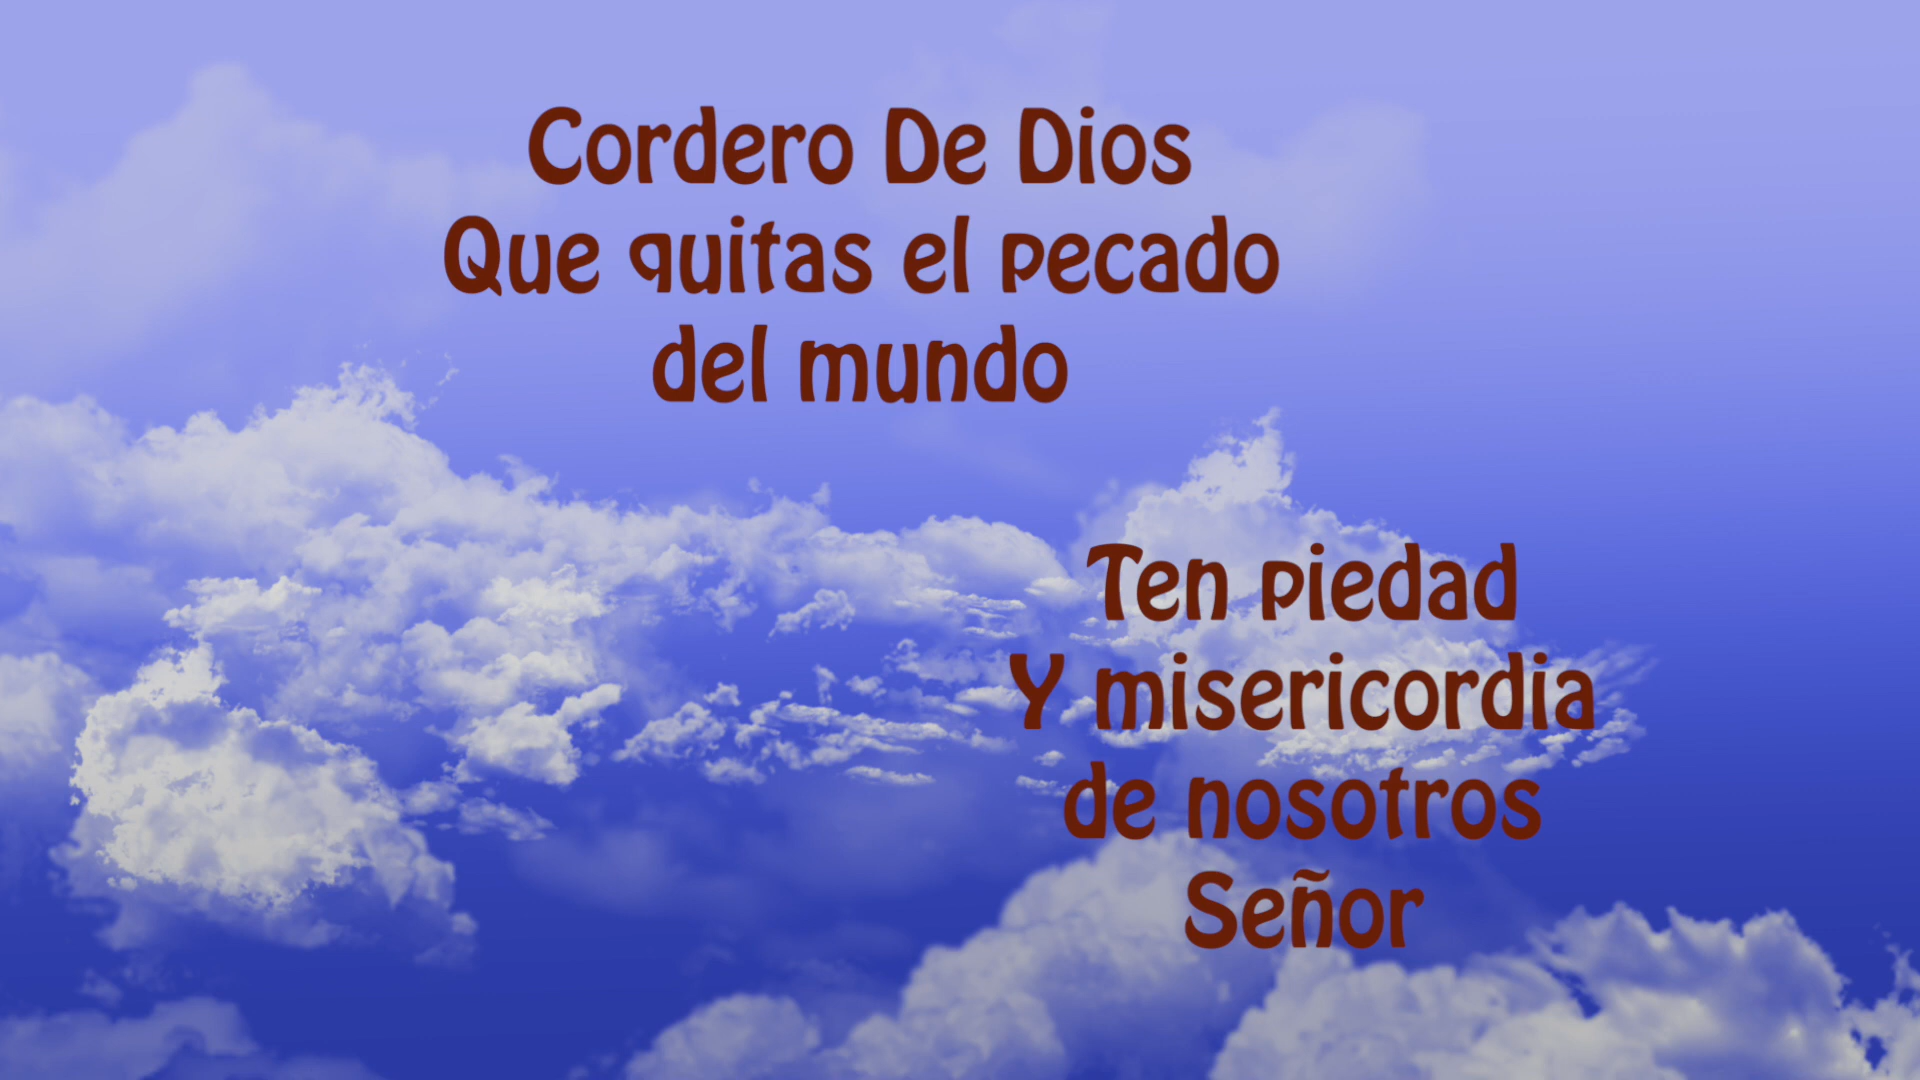 Cordero De Dios
Que quitas el pecado
del mundo
Ten piedad
Y misericordia
de nosotros
Señor